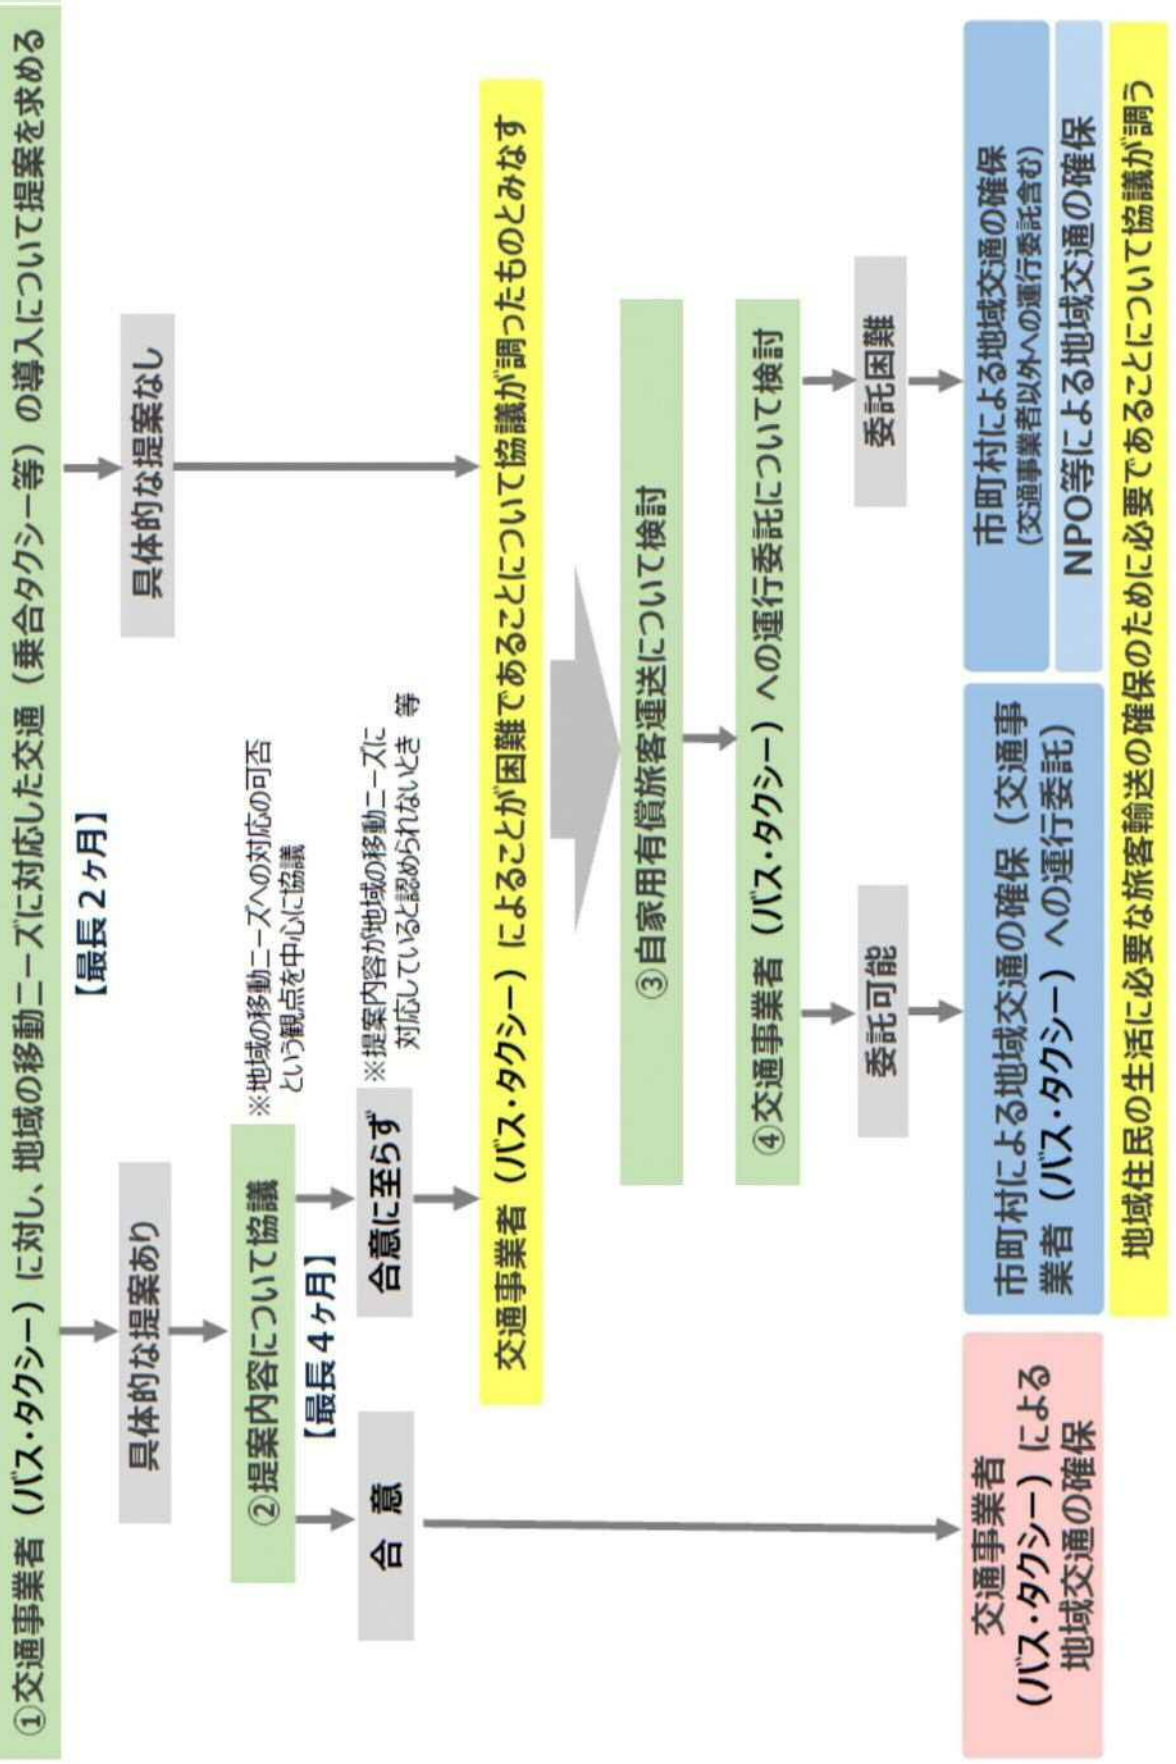 ①交通事業者（バス・タクシー）に対し、地域の移動ニーズに対応した交通（乗合タクシー等）の導入について提案を求める
【最長２ヶ月】
具体的な提案あり
具体的な提案なし
②提案内容について協議
※地域の移動ニーズへの対応の可否
という観点を中心に協議
【最長４ヶ月】
合　意
合意に至らず
※提案内容が地域の移動ニーズに
対応していると認められないとき　等
交通事業者（バス・タクシー）によることが困難であることについて協議が調ったものとみなす
③自家用有償旅客運送について検討
④交通事業者（バス・タクシー）への運行委託について検討
委託可能
委託困難
交通事業者
（バス・タクシー）による
地域交通の確保
市町村による地域交通の確保（交通事
業者（バス・タクシー）への運行委託）
市町村による地域交通の確保
（交通事業者以外への運行委託含む）
NPO等による地域交通の確保
地域住民の生活に必要な旅客輸送の確保のために必要であることについて協議が調う